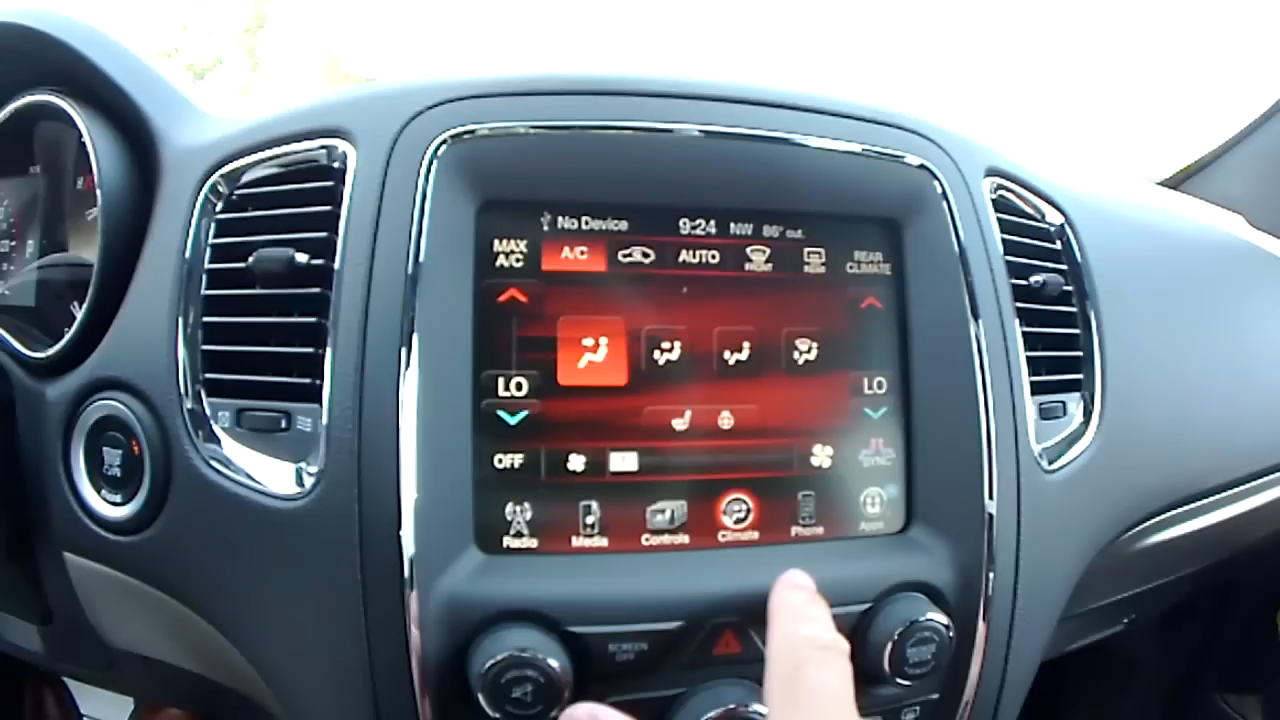 No Device 9:24 NW 86° out
MAX A/C A/C AUTO FRONT REAR REAR CLIMATE
LO LO
OFF SYNC
Radio Media Controls Climate Phone Apps
SCREEN OFF